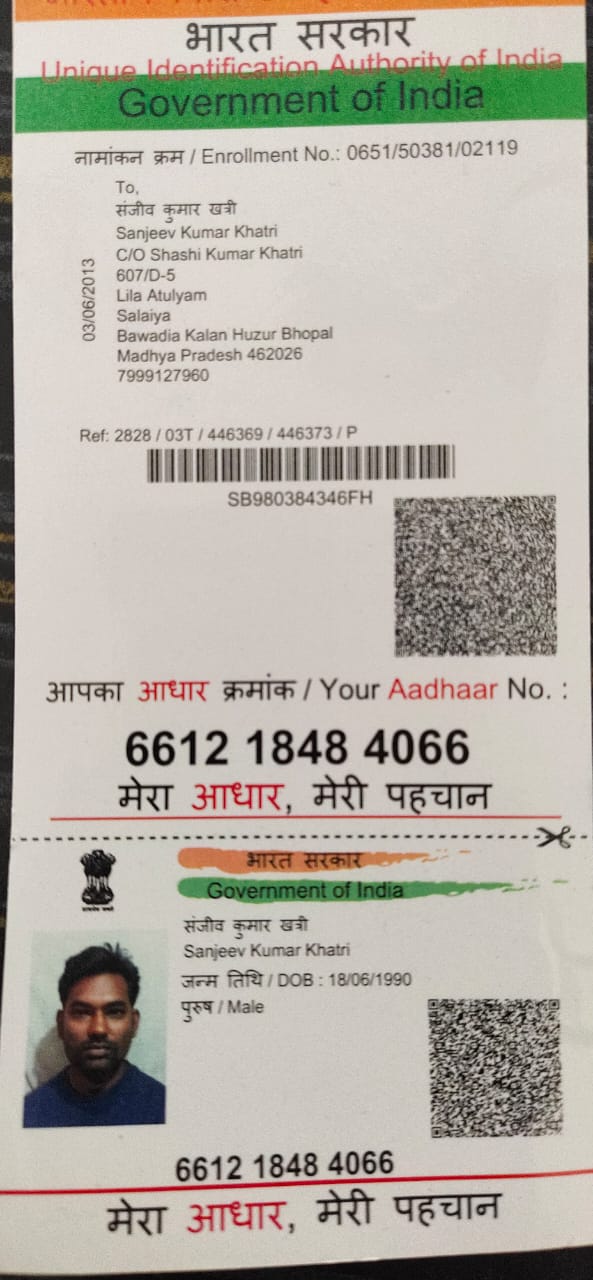 भारत सरकार
Unique Identification Authority of India
Government of India
नामांकन क्रम / Enrollment No.: 0651/50381/02119
To,
संजीव कुमार खत्री
Sanjeev Kumar Khatri
C/O Shashi Kumar Khatri
607/D-5
Lila Atulyam
Salaiya
Bawadia Kalan Huzur Bhopal
Madhya Pradesh 462026
7999127960
03/06/2013
Ref: 2828 / 03T / 446369 / 446373 / P
SB980384346FH
आपका आधार क्रमांक / Your Aadhaar No. :
6612 1848 4066
मेरा आधार, मेरी पहचान
भारत सरकार
Government of India
संजीव कुमार खत्री
Sanjeev Kumar Khatri
जन्म तिथि / DOB : 18/06/1990
पुरुष / Male
6612 1848 4066
मेरा आधार, मेरी पहचान